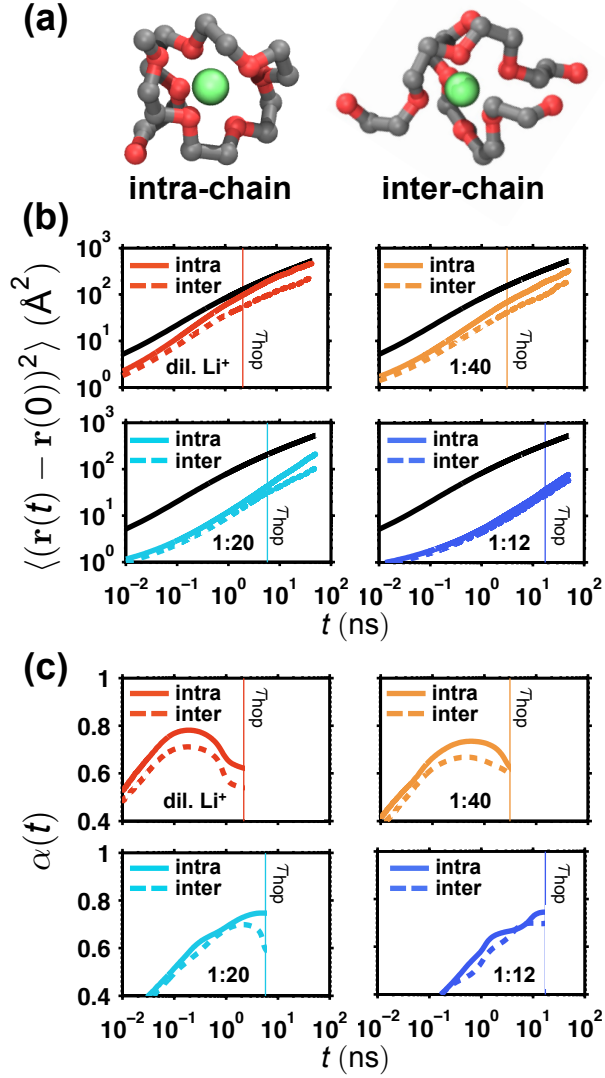 (a)
intra-chain inter-chain
(b)
⟨(r(t) − r(0))²⟩ (Å²)
10³ 10² 10¹ 10⁰
intra
inter
dil. Li⁺
τhop
intra
inter
1:40
τhop
10³ 10² 10¹ 10⁰
intra
inter
1:20
τhop
intra
inter
1:12
τhop
10⁻² 10⁻¹ 10⁰ 10¹ 10² 10⁻² 10⁻¹ 10⁰ 10¹ 10²
t (ns)
(c)
α(t)
1 0.8 0.6 0.4
intra
inter
dil. Li⁺
τhop
intra
inter
1:40
τhop
1 0.8 0.6 0.4
intra
inter
1:20
τhop
intra
inter
1:12
τhop
10⁻² 10⁻¹ 10⁰ 10¹ 10² 10⁻² 10⁻¹ 10⁰ 10¹ 10²
t (ns)